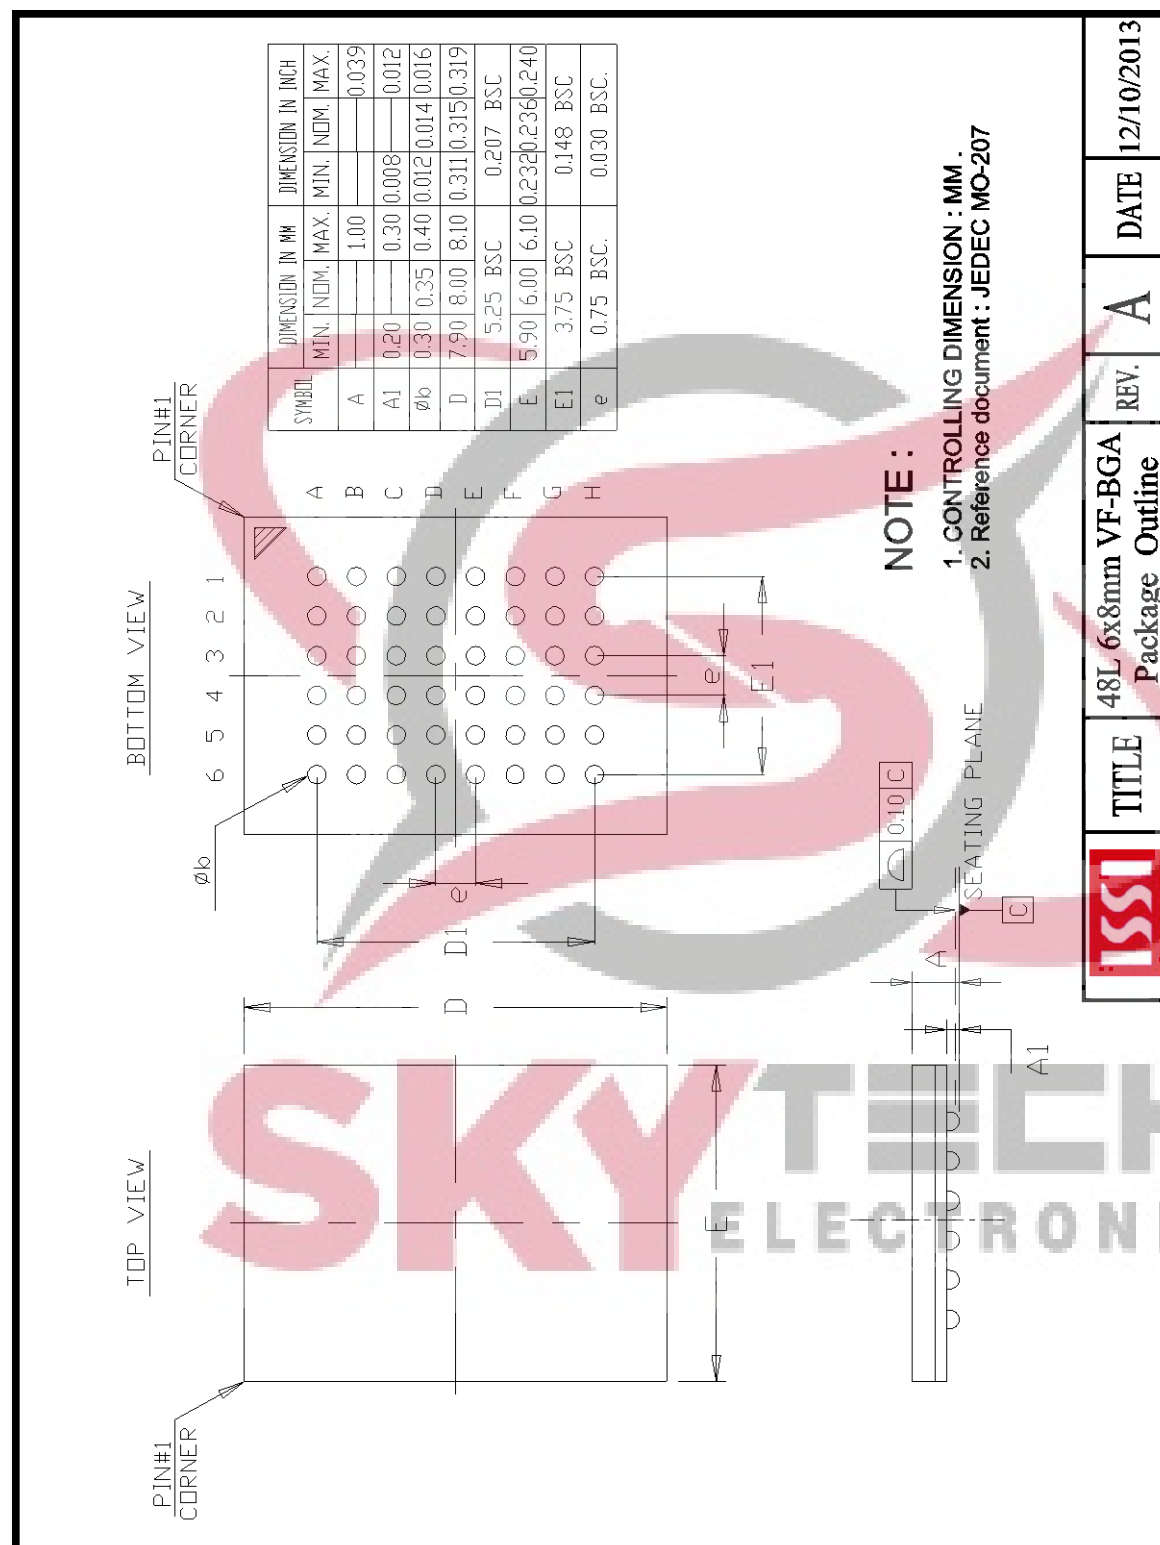 TOP VIEW
BOTTOM VIEW
PIN#1
CORNER
PIN#1
CORNER
Øb
6 5 4 3 2 1
A
B
C
D
E
F
G
H
D
D1
e
e
E1
E
SYMBOL DIMENSION IN MM DIMENSION IN INCH
MIN. NOM. MAX. MIN. NOM. MAX.
A 1.00 0.039
A1 0.20 0.30 0.008 0.012
Øb 0.30 0.35 0.40 0.012 0.014 0.016
D 7.90 8.00 8.10 0.311 0.315 0.319
D1 5.25 BSC 0.207 BSC
E 5.90 6.00 6.10 0.232 0.236 0.240
E1 3.75 BSC 0.148 BSC
e 0.75 BSC. 0.030 BSC.
NOTE :
1. CONTROLLING DIMENSION : MM .
2. Reference document : JEDEC MO-207
0.10 C
SEATING PLANE
C
A
A1
ISSI TITLE 48L 6x8mm VF-BGA
Package Outline REV. A DATE 12/10/2013
SKYTECH
ELECTRON